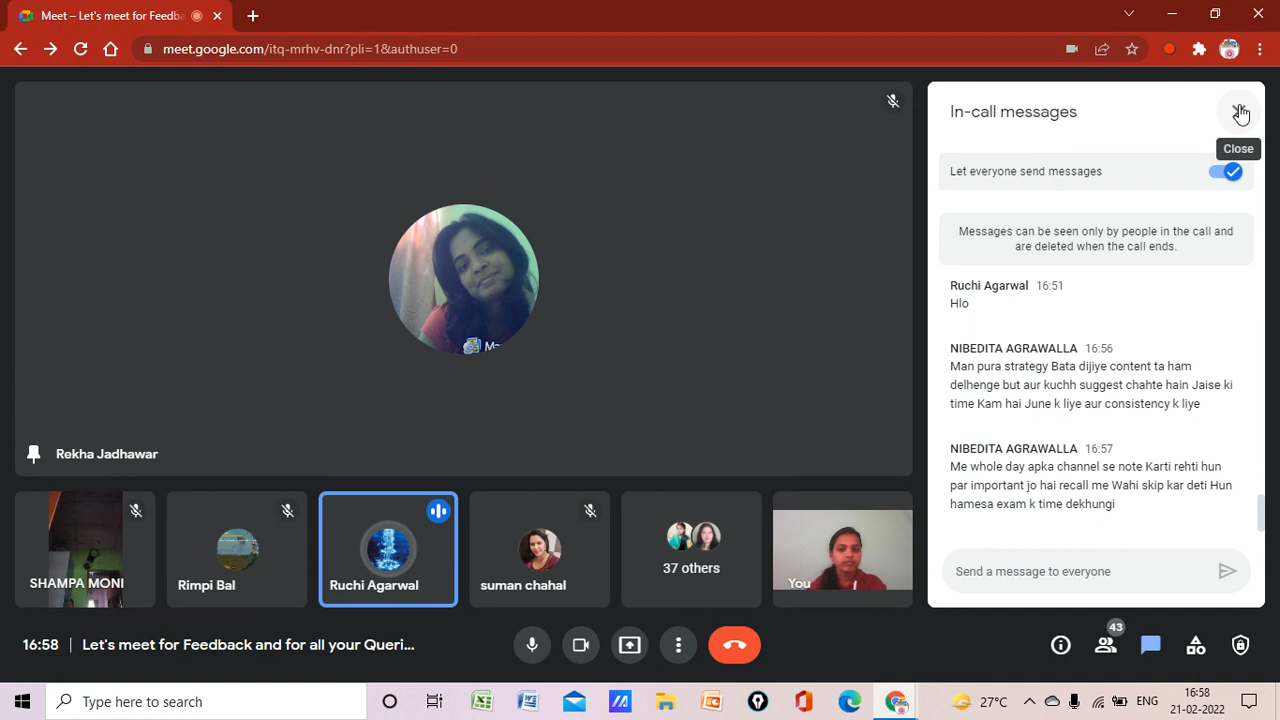 Meet – Let's meet for Feedba
meet.google.com/itq-mrhv-dnr?pli=1&authuser=0
In-call messages
Close
Let everyone send messages
Messages can be seen only by people in the call and
are deleted when the call ends.
Ruchi Agarwal 16:51
Hlo
NIBEDITA AGRAWALLA 16:56
Man pura strategy Bata dijiye content ta ham
delhenge but aur kuchh suggest chahte hain Jaise ki
time Kam hai June k liye aur consistency k liye
NIBEDITA AGRAWALLA 16:57
Me whole day apka channel se note Karti rehti hun
par important jo hai recall me Wahi skip kar deti Hun
hamesa exam k time dekhungi
Send a message to everyone
Rekha Jadhawar
SHAMPA MONI
Rimpi Bal
Ruchi Agarwal
suman chahal
37 others
You
16:58 | Let's meet for Feedback and for all your Queri...
43
Type here to search
27°C
ENG
16:58
21-02-2022